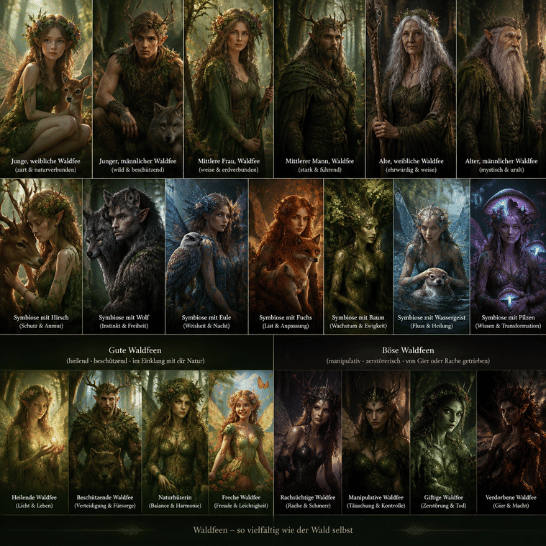 Junge, weibliche Waldfee
(zart & naturverbunden)
Junger, männlicher Waldfee
(wild & beschützend)
Mittlere Frau, Waldfee
(weise & erdverbunden)
Mittlerer Mann, Waldfee
(stark & führend)
Alte, weibliche Waldfee
(ehrwürdig & weise)
Alter, männlicher Waldfee
(mystisch & uralt)
Symbiose mit Hirsch
(Schutz & Anmut)
Symbiose mit Wolf
(Instinkt & Freiheit)
Symbiose mit Eule
(Weisheit & Nacht)
Symbiose mit Fuchs
(List & Anpassung)
Symbiose mit Baum
(Wachstum & Ewigkeit)
Symbiose mit Wassergeist
(Fluss & Heilung)
Symbiose mit Pilzen
(Wissen & Transformation)
Gute Waldfeen
(heilend - beschützend - im Einklang mit dir Natur)
Böse Waldfeen
(manipulativ - zerstörerisch - von Gier oder Rache getrieben)
Heilende Waldfee
(Licht & Leben)
Beschützende Waldfee
(Verteidigung & Fürsorge)
Naturhüterin
(Balance & Harmonie)
Freche Waldfee
(Freude & Leichtigkeit)
Rachsüchtige Waldfee
(Rache & Schmerz)
Manipulative Waldfee
(Täuschung & Kontrolle)
Giftige Waldfee
(Zerstörung & Tod)
Verdorbene Waldfee
(Gier & Macht)
Waldfeen – so vielfältig wie der Wald selbst